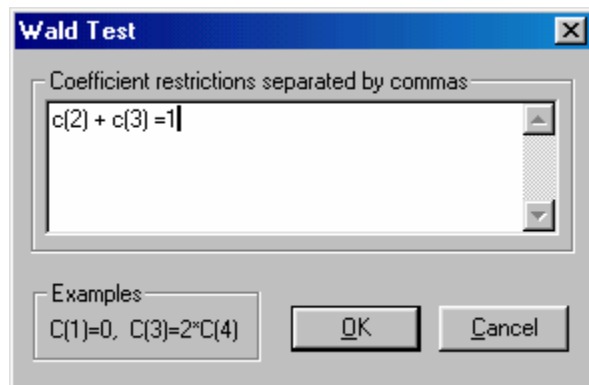 Wald Test
Coefficient restrictions separated by commas
c(2) + c(3) =1
Examples
C(1)=0, C(3)=2*C(4)
OK
Cancel